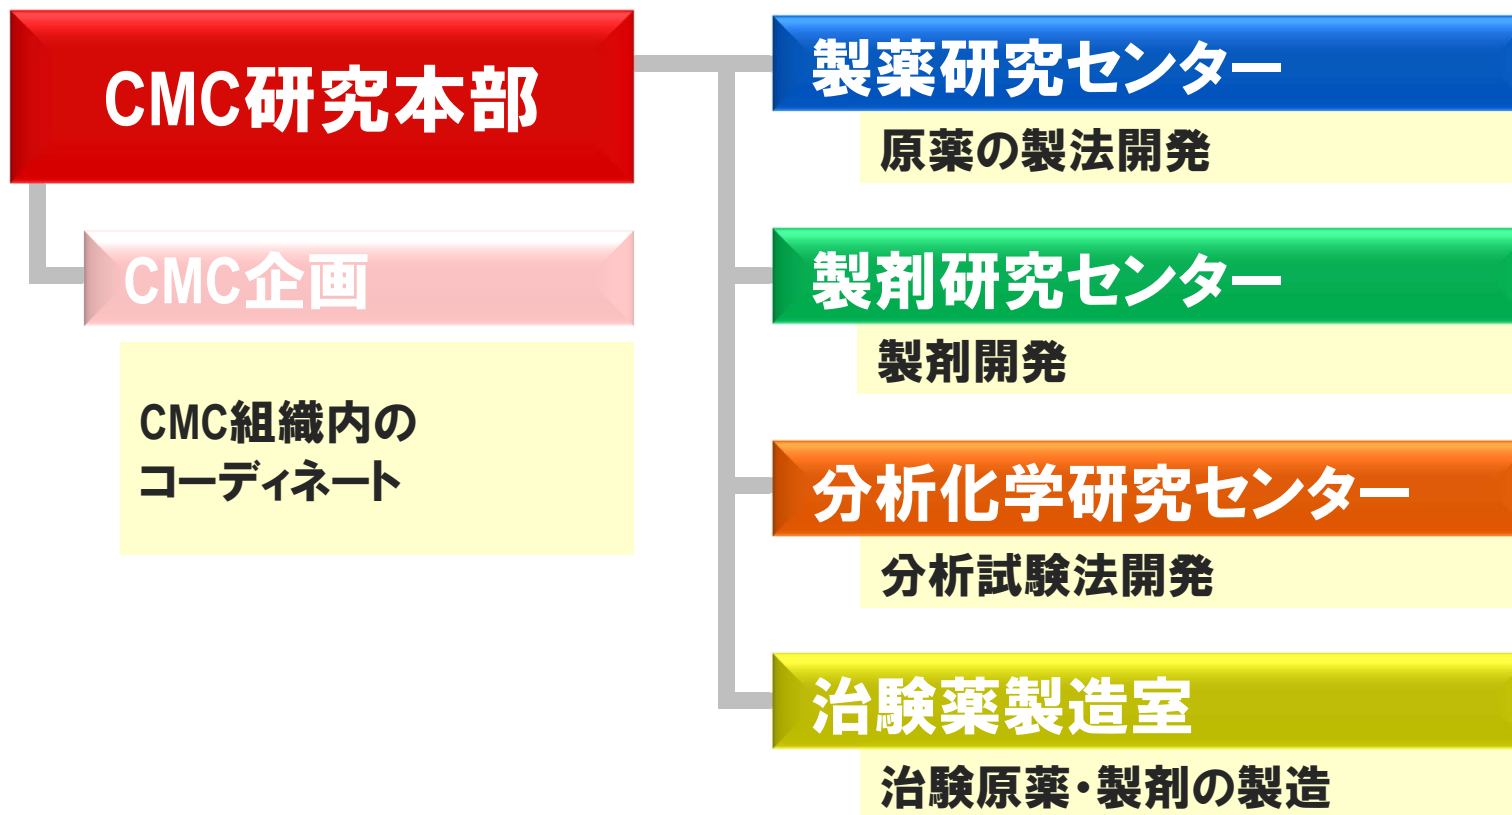 CMC研究本部
CMC企画
CMC組織内の
コーディネート
製薬研究センター
原薬の製法開発
製剤研究センター
製剤開発
分析化学研究センター
分析試験法開発
治験薬製造室
治験原薬・製剤の製造